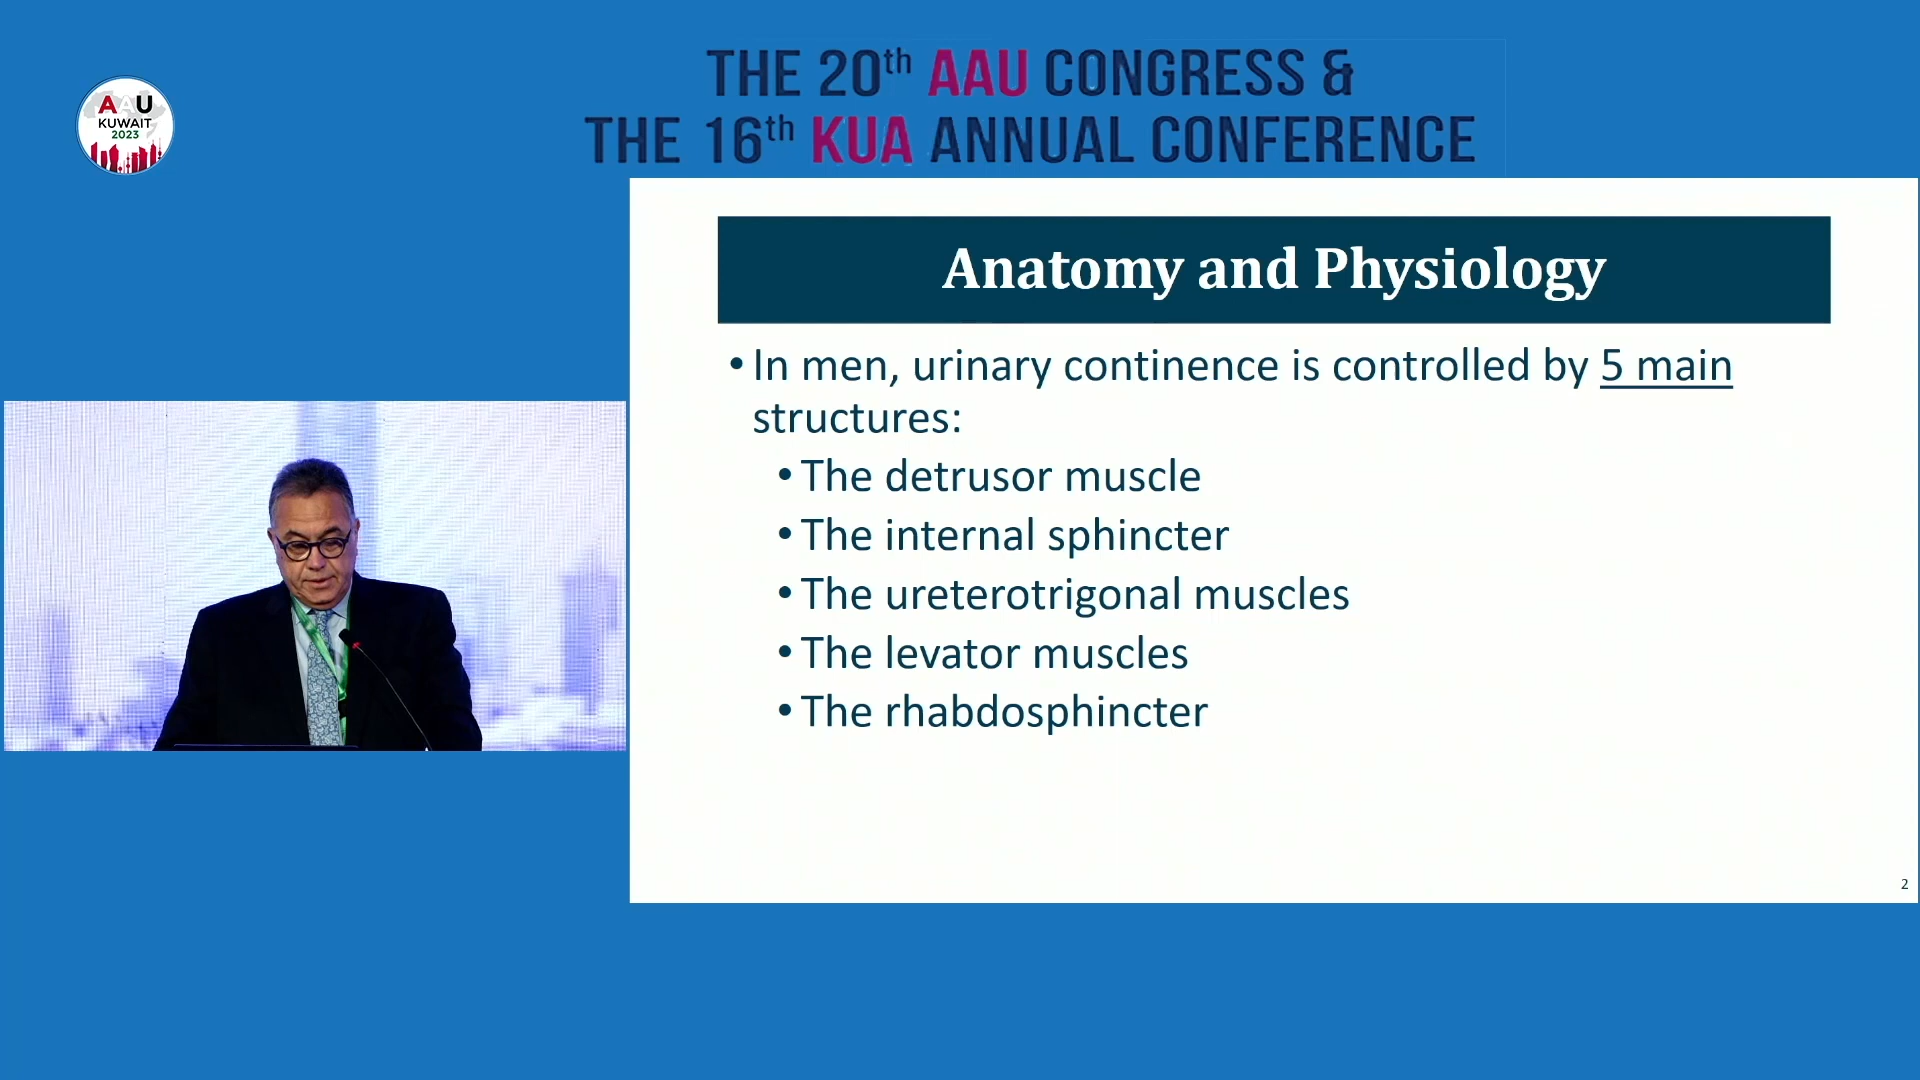 AAU
KUWAIT
2023
THE 20th AAU CONGRESS &
THE 16th KUA ANNUAL CONFERENCE
Anatomy and Physiology
• In men, urinary continence is controlled by 5 main
structures:
• The detrusor muscle
• The internal sphincter
• The ureterotrigonal muscles
• The levator muscles
• The rhabdosphincter
2